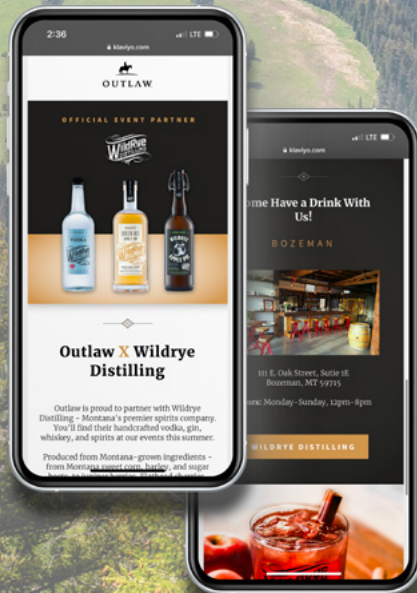 2:36
LTE
klaviyo.com
OUTLAW
OFFICIAL EVENT PARTNER
WildRye
DISTILLING
VODKA
Outlaw X Wildrye
Distilling
Outlaw is proud to partner with Wildrye
Distilling – Montana's premier spirits company.
You'll find their handcrafted vodka, gin,
whiskey, and spirits at our events this summer.
Produced from Montana-grown ingredients –
from Montana sweet corn, barley, and sugar
LTE
klaviyo.com
ome Have a Drink With
Us!
BOZEMAN
111 E. Oak Street, Sutie 1E
Bozeman, MT 59715
urs: Monday-Sunday, 12pm-8pm
WILDRYE DISTILLING